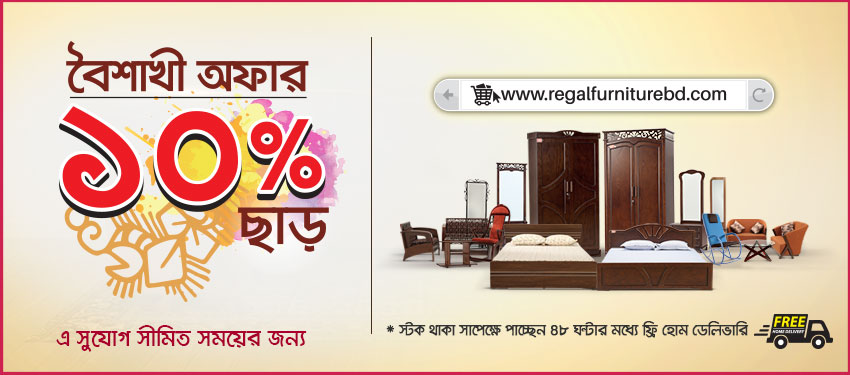 বৈশাখী অফার
১০%
ছাড়
এ সুযোগ সীমিত সময়ের জন্য
www.regalfurniturebd.com
* স্টক থাকা সাপেক্ষে পাচ্ছেন ৪৮ ঘন্টার মধ্যে ফ্রি হোম ডেলিভারি
FREE
HOME DELIVERY